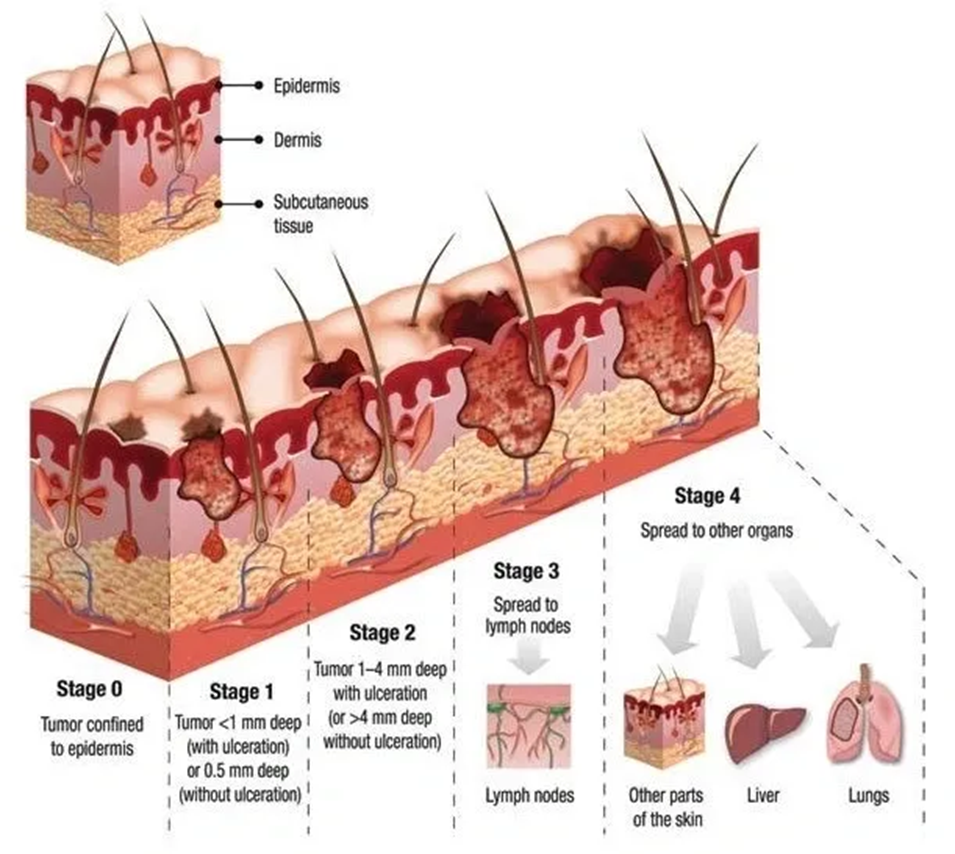 Epidermis
Dermis
Subcutaneous
tissue
Stage 0
Tumor confined
to epidermis
Stage 1
Tumor <1 mm deep
(with ulceration)
or 0.5 mm deep
(without ulceration)
Stage 2
Tumor 1–4 mm deep
with ulceration
(or >4 mm deep
without ulceration)
Stage 3
Spread to
lymph nodes
Lymph nodes
Stage 4
Spread to other organs
Other parts
of the skin
Liver
Lungs